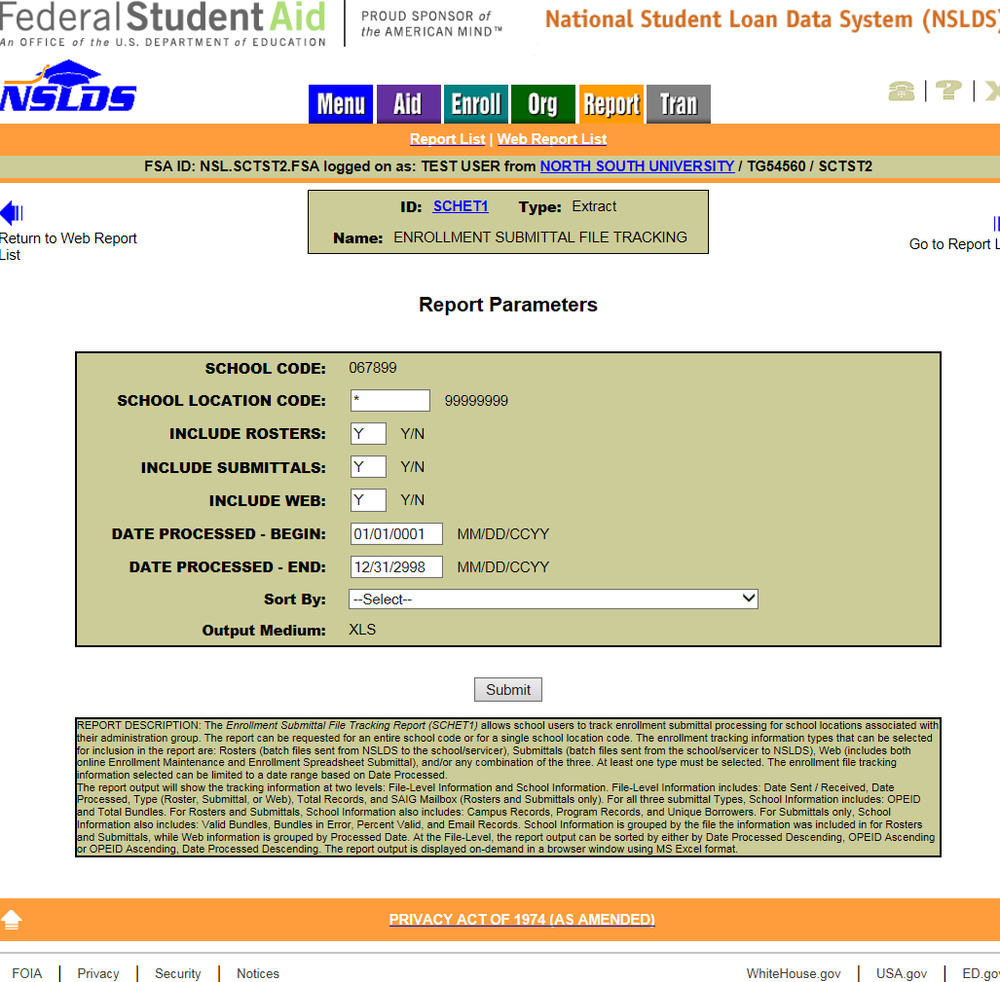 Federal Student Aid
An OFFICE of the U.S. DEPARTMENT of EDUCATION
PROUD SPONSOR of
the AMERICAN MIND™
National Student Loan Data System (NSLDS)
NSLDS
Menu Aid Enroll Org Report Tran
Report List | Web Report List
FSA ID: NSL.SCTST2.FSA logged on as: TEST USER from NORTH SOUTH UNIVERSITY / TG54560 / SCTST2
ID: SCHET1 Type: Extract
Name: ENROLLMENT SUBMITTAL FILE TRACKING
Return to Web Report
List
Go to Report L
Report Parameters
SCHOOL CODE: 067899
SCHOOL LOCATION CODE: * 99999999
INCLUDE ROSTERS: Y Y/N
INCLUDE SUBMITTALS: Y Y/N
INCLUDE WEB: Y Y/N
DATE PROCESSED - BEGIN: 01/01/0001 MM/DD/CCYY
DATE PROCESSED - END: 12/31/2998 MM/DD/CCYY
Sort By: --Select--
Output Medium: XLS
Submit
REPORT DESCRIPTION: The Enrollment Submittal File Tracking Report (SCHET1) allows school users to track enrollment submittal processing for school locations associated with
their administration group. The report can be requested for an entire school code or for a single school location code. The enrollment tracking information types that can be selected
for inclusion in the report are: Rosters (batch files sent from NSLDS to the school/servicer), Submittals (batch files sent from the school/servicer to NSLDS), Web (includes both
online Enrollment Maintenance and Enrollment Spreadsheet Submittal), and/or any combination of the three. At least one type must be selected. The enrollment file tracking
information selected can be limited to a date range based on Date Processed.
The report output will show the tracking information at two levels: File-Level Information and School Information. File-Level Information includes: Date Sent / Received, Date
Processed, Type (Roster, Submittal, or Web), Total Records, and SAIG Mailbox (Rosters and Submittals only). For all three submittal Types, School Information includes: OPEID
and Total Bundles. For Rosters and Submittals, School Information also includes: Campus Records, Program Records, and Unique Borrowers. For Submittals only, School
Information also includes: Valid Bundles, Bundles in Error, Percent Valid, and Email Records. School Information is grouped by the file the information was included in for Rosters
and Submittals, while Web information is grouped by Processed Date. At the File-Level, the report output can be sorted by either by Date Processed Descending, OPEID Ascending
or OPEID Ascending, Date Processed Descending. The report output is displayed on-demand in a browser window using MS Excel format.
PRIVACY ACT OF 1974 (AS AMENDED)
FOIA | Privacy | Security | Notices
WhiteHouse.gov | USA.gov | ED.gov